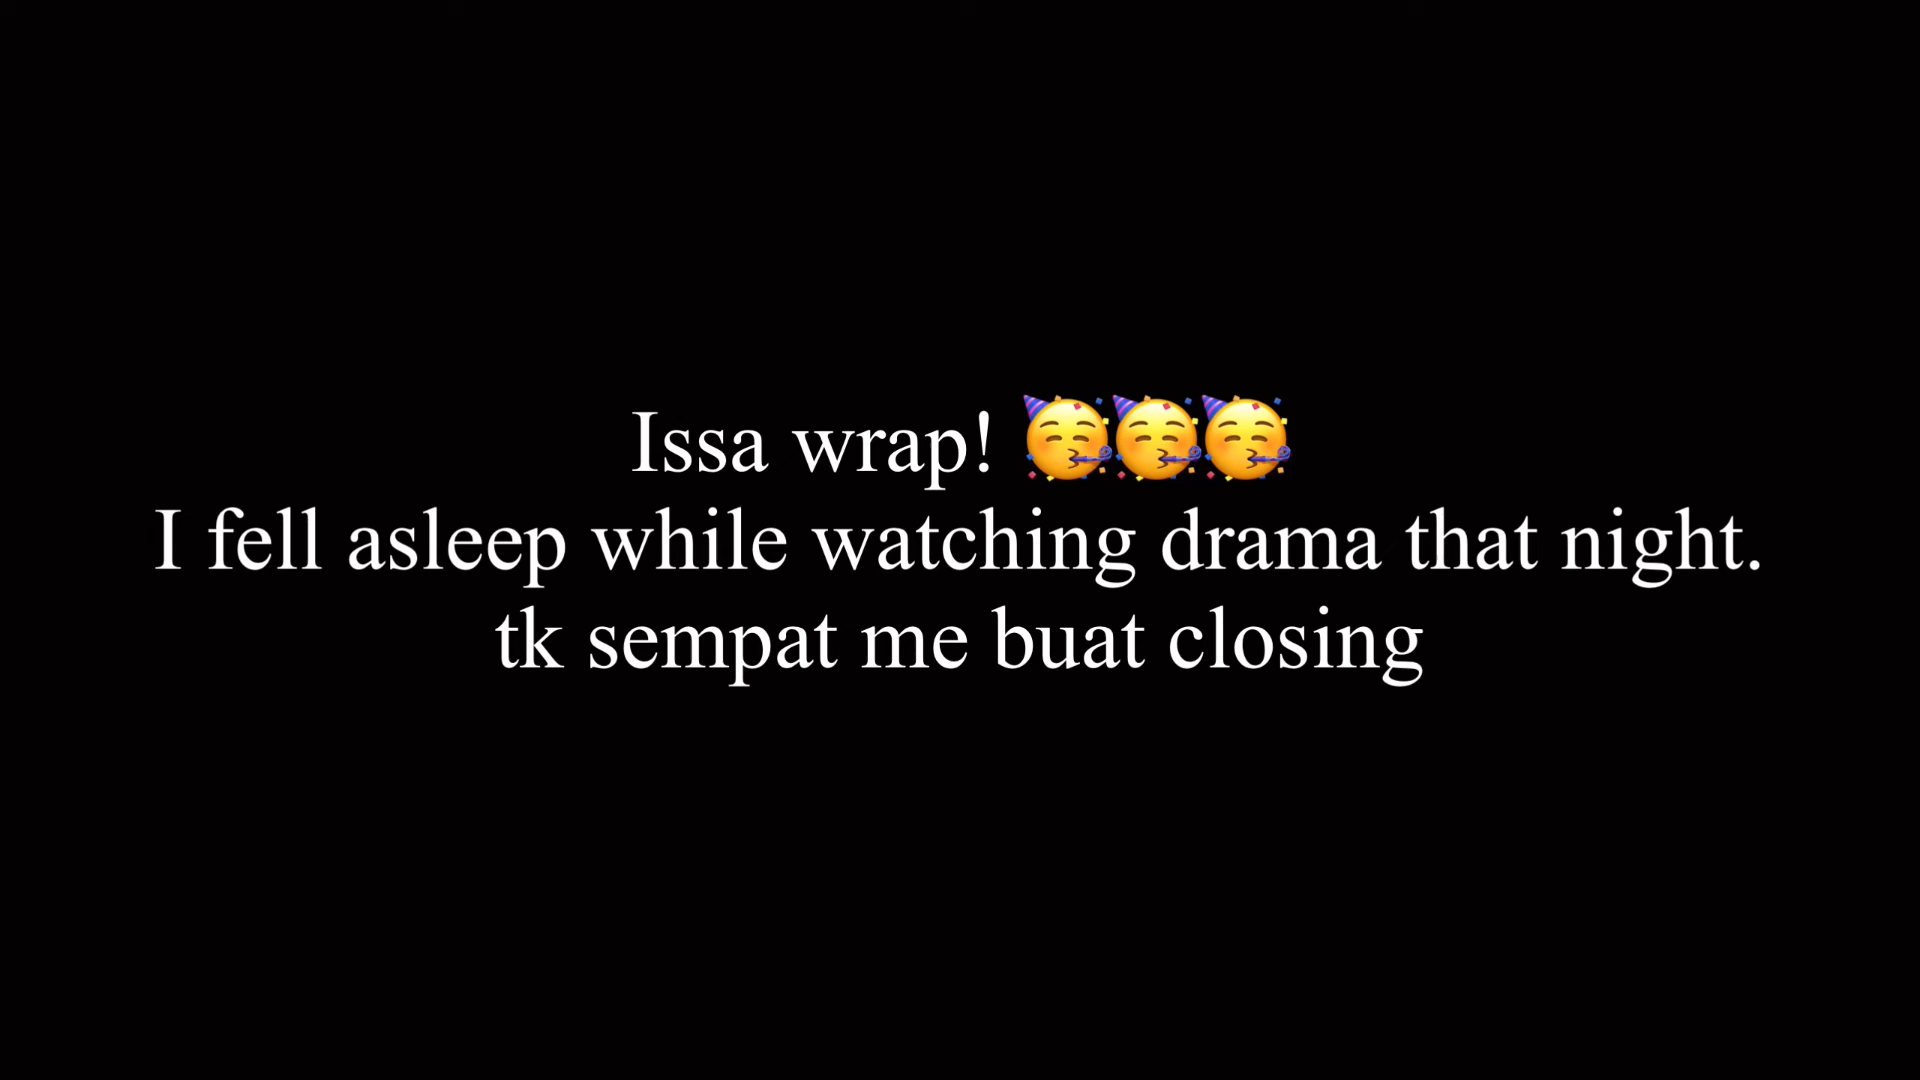 Issa wrap! 🥳🥳🥳
I fell asleep while watching drama that night.
tk sempat me buat closing